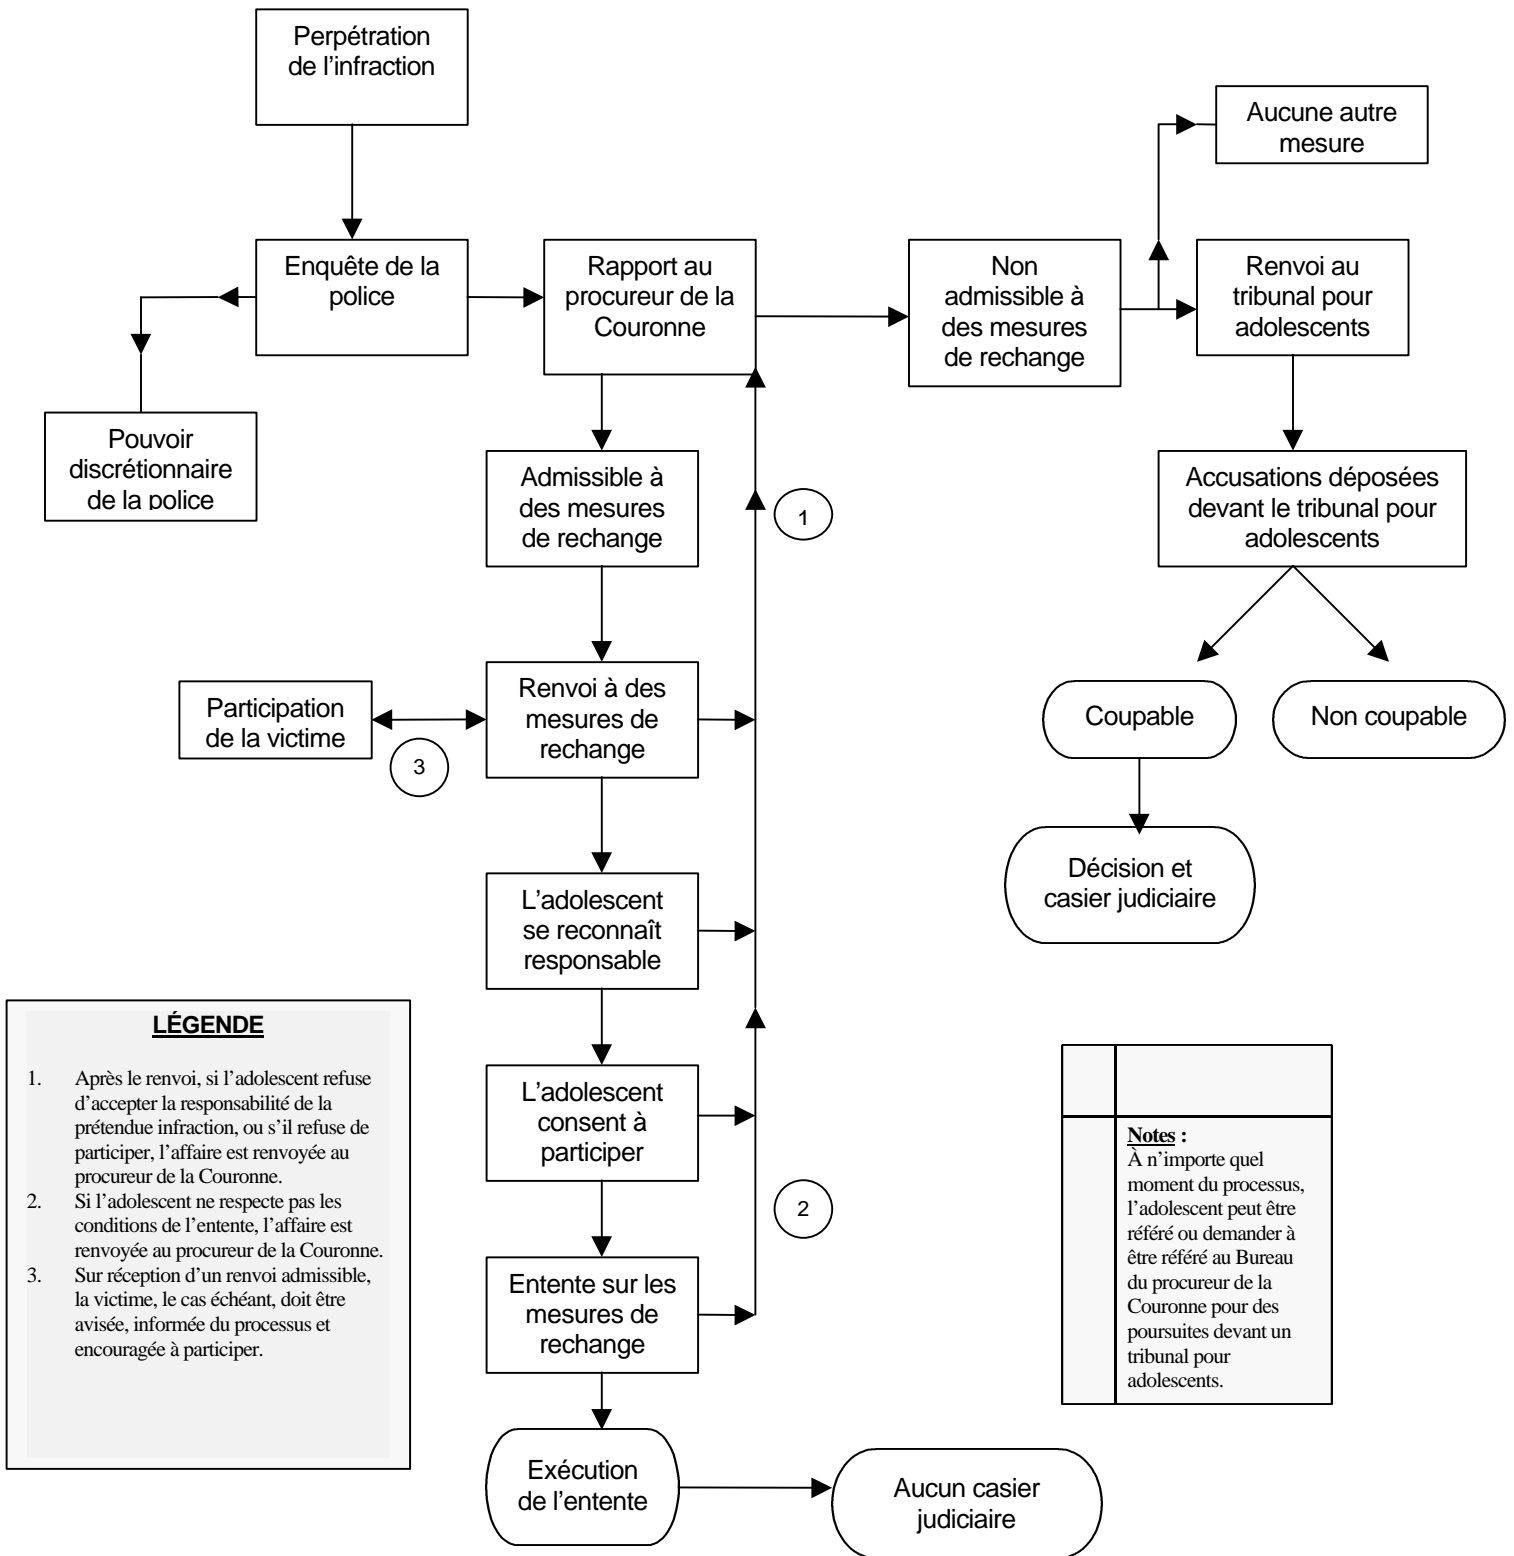 Perpétration
de l’infraction
Aucune autre
mesure
Enquête de la
police
Rapport au
procureur de la
Couronne
Non
admissible à
des mesures
de rechange
Renvoi au
tribunal pour
adolescents
Pouvoir
discrétionnaire
de la police
Admissible à
des mesures
de rechange
1
Accusations déposées
devant le tribunal pour
adolescents
Participation
de la victime
3
Renvoi à des
mesures de
rechange
Coupable
Non coupable
Décision et
casier judiciaire
L’adolescent
se reconnaît
responsable
L’adolescent
consent à
participer
2
Entente sur les
mesures de
rechange
Exécution
de l’entente
Aucun casier
judiciaire
LÉGENDE
1. Après le renvoi, si l’adolescent refuse
d’accepter la responsabilité de la
prétendue infraction, ou s’il refuse de
participer, l’affaire est renvoyée au
procureur de la Couronne.
2. Si l’adolescent ne respecte pas les
conditions de l’entente, l’affaire est
renvoyée au procureur de la Couronne.
3. Sur réception d’un renvoi admissible,
la victime, le cas échéant, doit être
avisée, informée du processus et
encouragée à participer.
Notes :
À n’importe quel
moment du processus,
l’adolescent peut être
référé ou demander à
être référé au Bureau
du procureur de la
Couronne pour des
poursuites devant un
tribunal pour
adolescents.